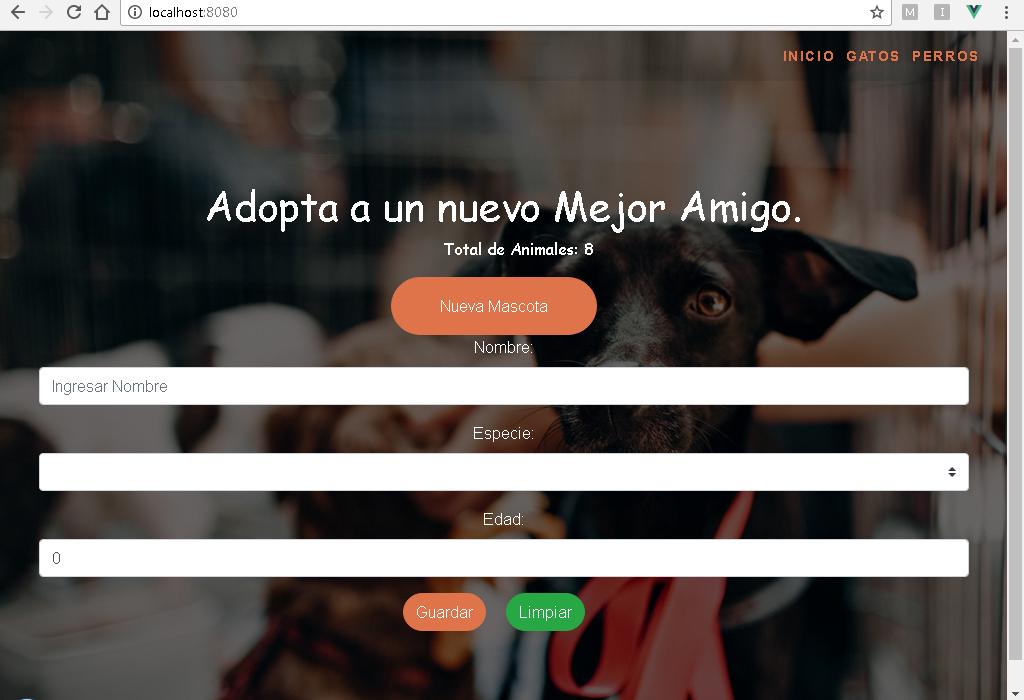 localhost:8080
M I
INICIO GATOS PERROS
Adopta a un nuevo Mejor Amigo.
Total de Animales: 8
Nueva Mascota
Nombre:
Ingresar Nombre
Especie:
Edad:
0
Guardar Limpiar